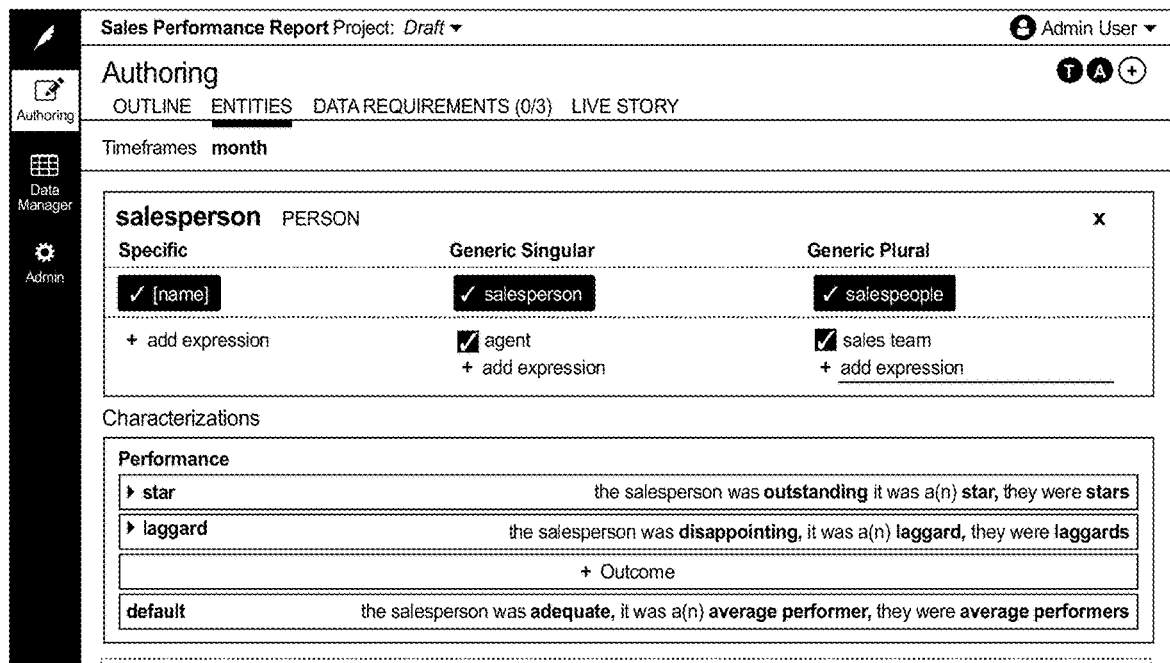 Sales Performance Report Project: Draft
Admin User
Authoring
T A +
OUTLINE ENTITIES DATA REQUIREMENTS (0/3) LIVE STORY
Authoring
Timeframes month
Data
Manager
Admin
salesperson PERSON x
Specific Generic Singular Generic Plural
✓ [name] ✓ salesperson ✓ salespeople
+ add expression ✓ agent ✓ sales team
+ add expression + add expression
Characterizations
Performance
star the salesperson was outstanding it was a(n) star, they were stars
laggard the salesperson was disappointing, it was a(n) laggard, they were laggards
+ Outcome
default the salesperson was adequate, it was a(n) average performer, they were average performers